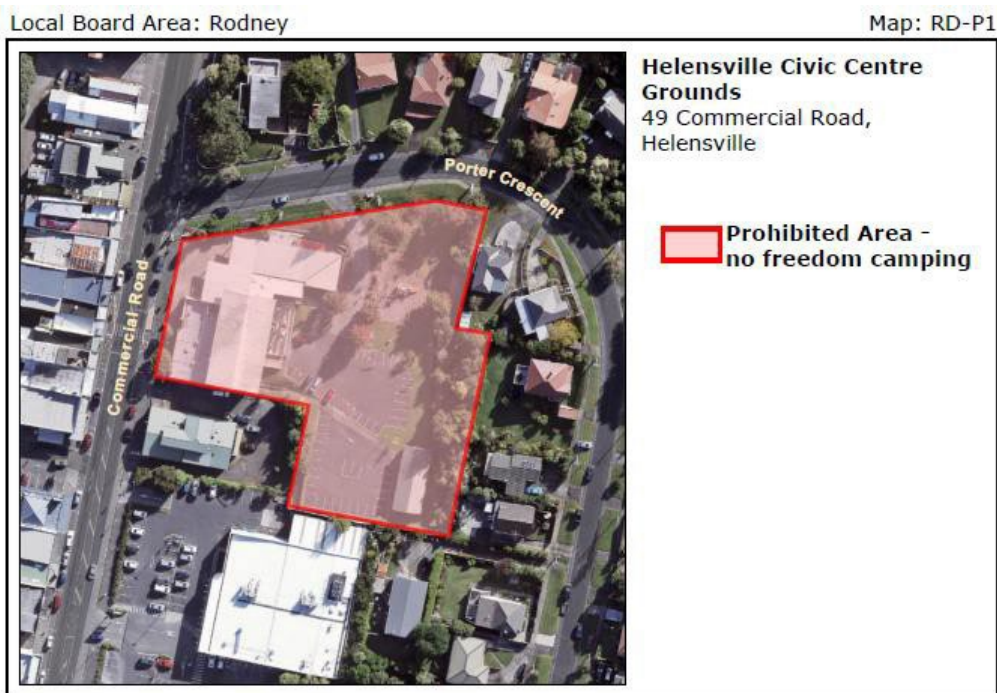 Local Board Area: Rodney
Map: RD-P1
Helensville Civic Centre
Grounds
49 Commercial Road,
Helensville
Prohibited Area -
no freedom camping
Porter Crescent
Commercial Road